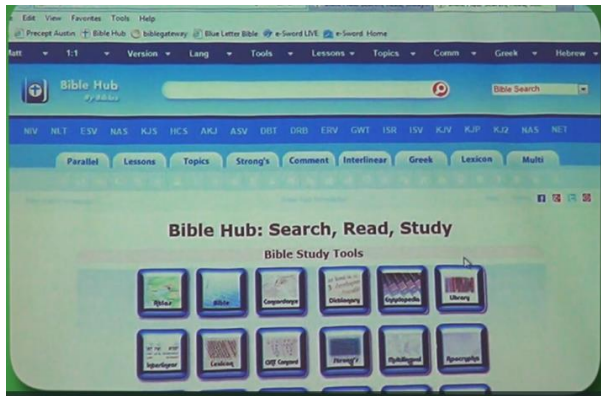 Edit View Favorites Tools Help
Precept Austin Bible Hub biblegateway Blue Letter Bible e-Sword LIVE e-Sword Home
1:1 Version Lang Tools Lessons Topics Comm Greek Hebrew
Bible Hub
Bible Search
NIV NLT ESV NAS KJS HCS AKJ ASV DBT DRB ERV GWT ISR ISV KJV KJP KJ2 NAS NET
Parallel Lessons Topics Strong's Comment Interlinear Greek Lexicon Multi
Bible Hub: Search, Read, Study
Bible Study Tools
Atlas Bible Concordance Dictionary Encyclopedia Library
Interlinear Lexicon Strong's Multilingual Apocrypha